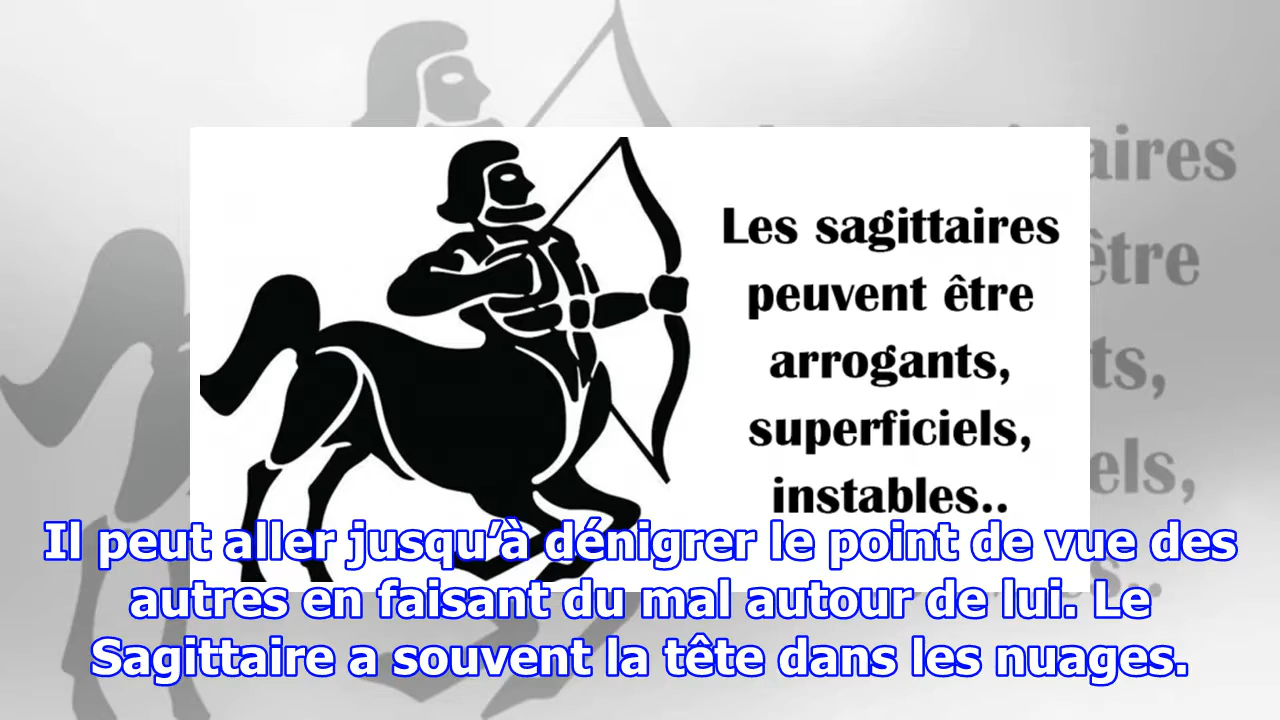 Les sagittaires
peuvent être
arrogants,
superficiels,
instables..
Il peut aller jusqu’à dénigrer le point de vue des
autres en faisant du mal autour de lui. Le
Sagittaire a souvent la tête dans les nuages.